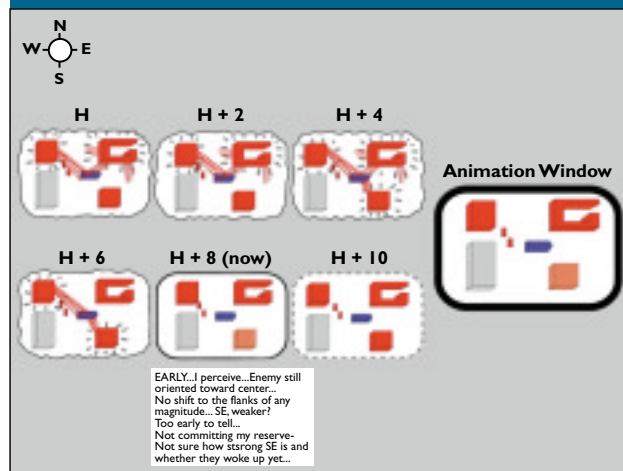 N
W E
S
H
H + 2
H + 4
Animation Window
H + 6
H + 8 (now)
H + 10
EARLY...I perceive...Enemy still
oriented toward center...
No shift to the flanks of any
magnitude... SE, weaker?
Too early to tell...
Not committing my reserve-
Not sure how stsrong SE is and
whether they woke up yet...